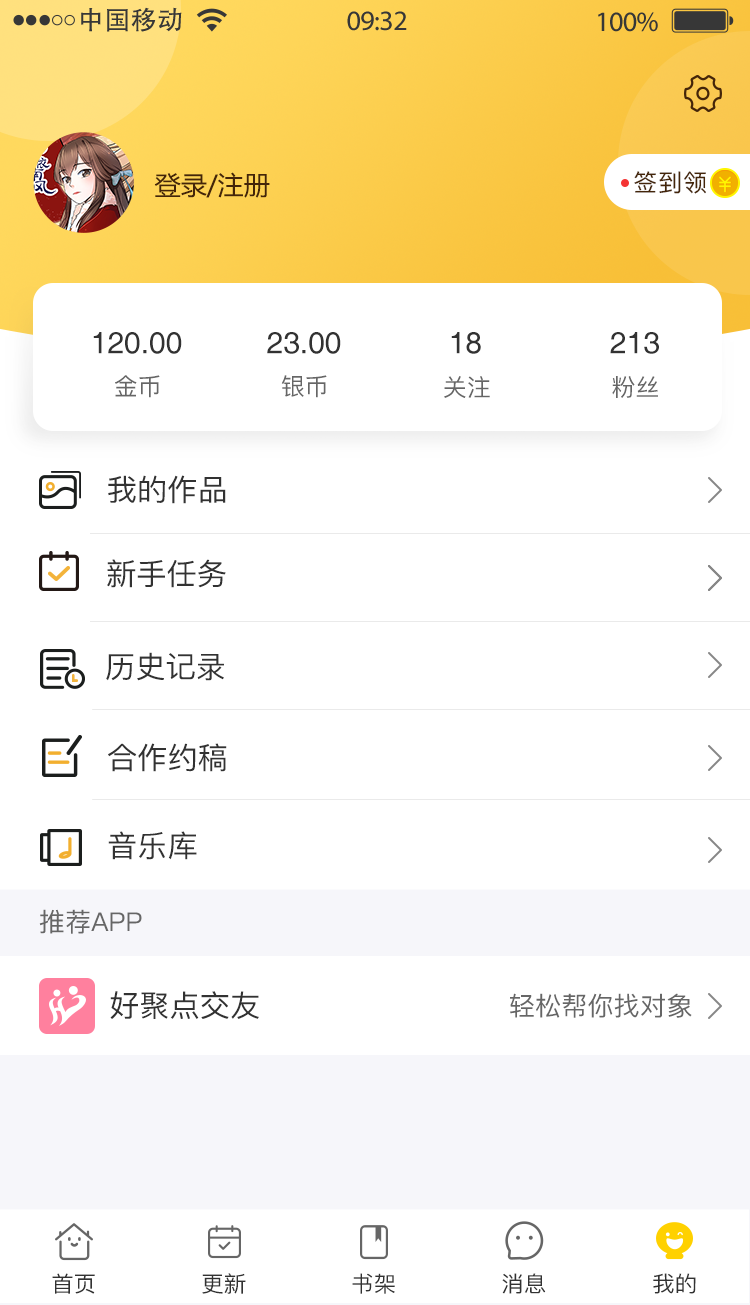 中国移动 09:32 100%
登录/注册
签到领 ¥
120.00 23.00 18 213
金币 银币 关注 粉丝
我的作品
新手任务
历史记录
合作约稿
音乐库
推荐APP
好聚点交友 轻松帮你找对象
首页 更新 书架 消息 我的